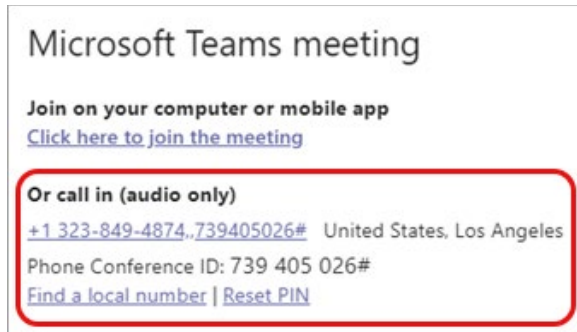 Microsoft Teams meeting
Join on your computer or mobile app
Click here to join the meeting
Or call in (audio only)
+1 323-849-4874,,739405026# United States, Los Angeles
Phone Conference ID: 739 405 026#
Find a local number | Reset PIN